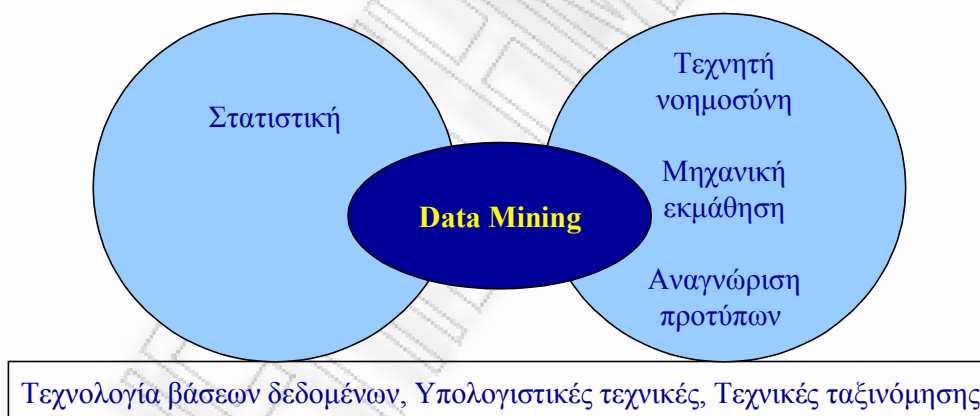 Στατιστική
Τεχνητή
νοημοσύνη
Μηχανική
εκμάθηση
Data Mining
Αναγνώριση
προτύπων
Τεχνολογία βάσεων δεδομένων, Υπολογιστικές τεχνικές, Τεχνικές ταξινόμησης